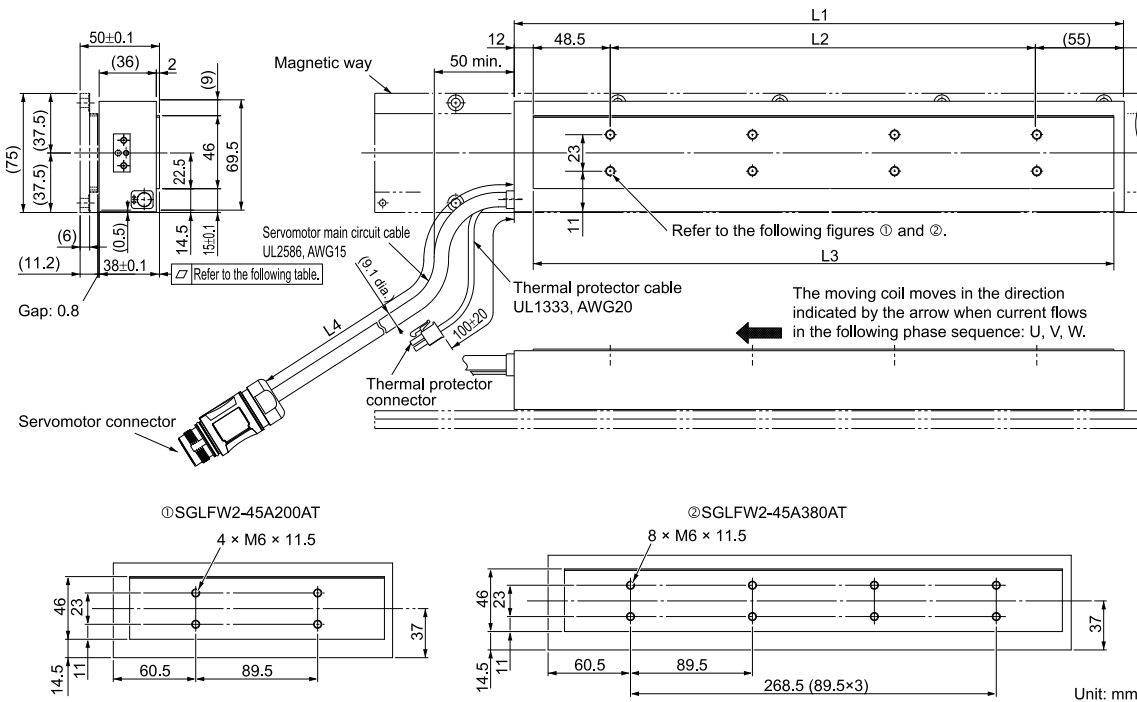 50±0.1
(36)
2
(9)
(75)
(37.5)
(37.5)
22.5
46
69.5
(6)
(0.5)
14.5
15±0.1
(11.2)
38±0.1
Refer to the following table.
Gap: 0.8
L1
12
48.5
L2
(55)
50 min.
Magnetic way
23
11
Refer to the following figures ① and ②.
L3
Servomotor main circuit cable
UL2586, AWG15
(9.1 dia.)
L4
Thermal protector cable
UL1333, AWG20
100±20
The moving coil moves in the direction
indicated by the arrow when current flows
in the following phase sequence: U, V, W.
Thermal protector
connector
Servomotor connector
①SGLFW2-45A200AT
4 × M6 × 11.5
46
23
14.5
11
37
60.5
89.5
②SGLFW2-45A380AT
8 × M6 × 11.5
46
23
14.5
11
37
60.5
89.5
268.5 (89.5×3)
Unit: mm